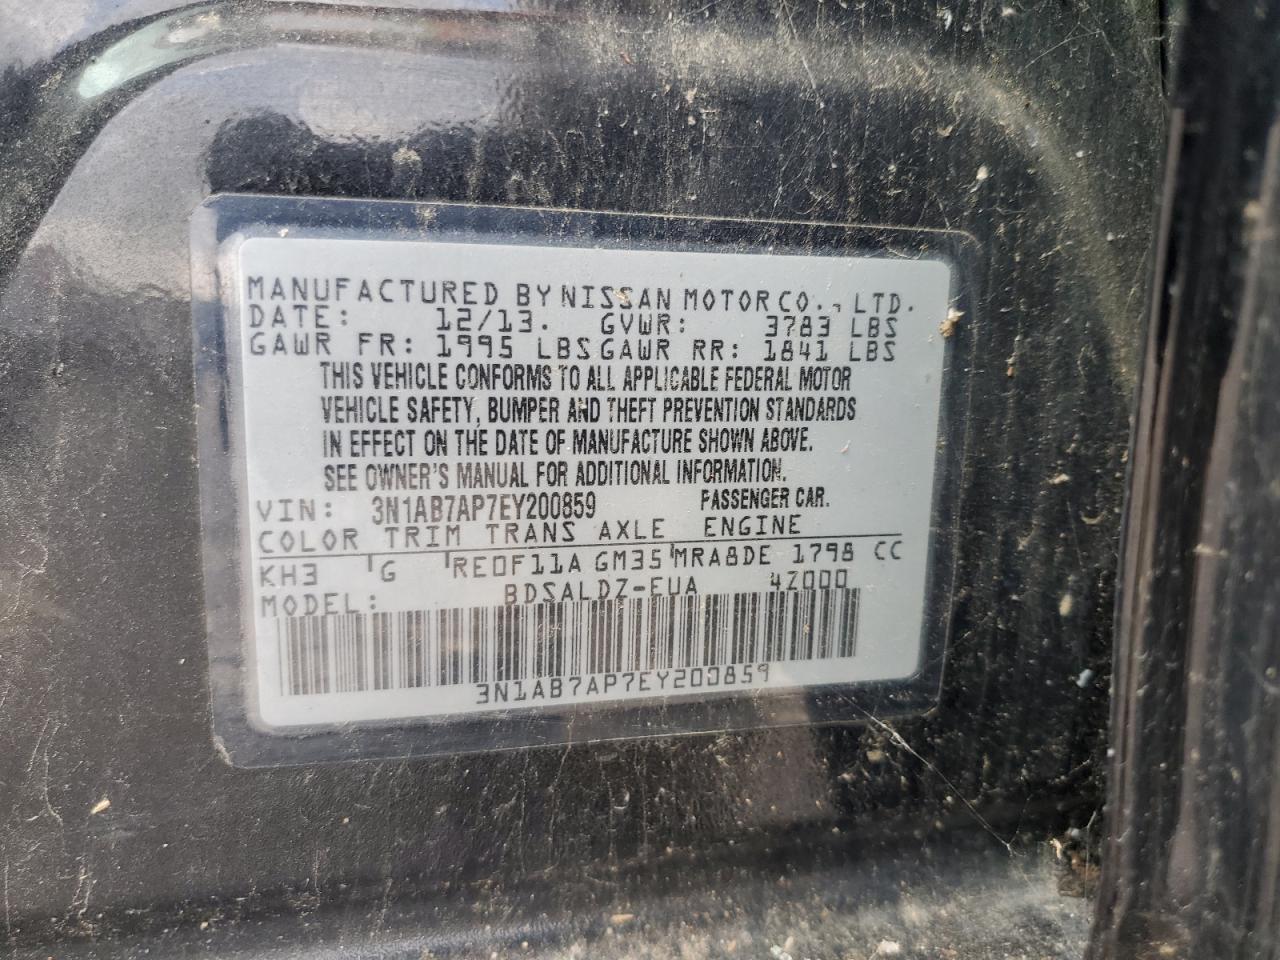 MANUFACTURED BY NISSAN MOTOR CO., LTD.
DATE: 12/13. GVWR: 3783 LBS
GAWR FR: 1995 LBS GAWR RR: 1841 LBS
THIS VEHICLE CONFORMS TO ALL APPLICABLE FEDERAL MOTOR
VEHICLE SAFETY, BUMPER AND THEFT PREVENTION STANDARDS
IN EFFECT ON THE DATE OF MANUFACTURE SHOWN ABOVE.
SEE OWNER'S MANUAL FOR ADDITIONAL INFORMATION.
VIN: 3N1AB7AP7EY200859 PASSENGER CAR.
COLOR TRIM TRANS AXLE ENGINE
KH3 G RE0F11A GM35 MRA8DE 1798 CC
MODEL: BDSALDZ-EUA 4Z000
3N1AB7AP7EY200859